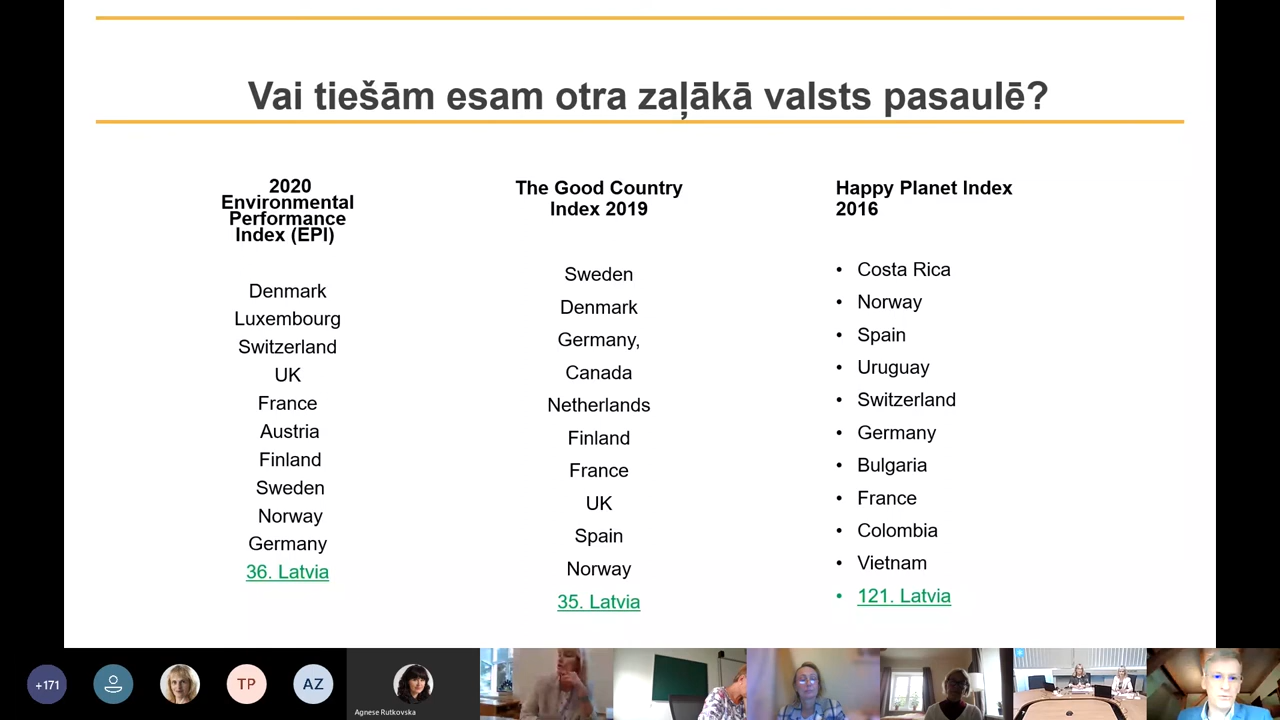 Vai tiešām esam otra zaļākā valsts pasaulē?
2020
Environmental
Performance
Index (EPI)
Denmark
Luxembourg
Switzerland
UK
France
Austria
Finland
Sweden
Norway
Germany
36. Latvia
The Good Country
Index 2019
Sweden
Denmark
Germany,
Canada
Netherlands
Finland
France
UK
Spain
Norway
35. Latvia
Happy Planet Index
2016
• Costa Rica
• Norway
• Spain
• Uruguay
• Switzerland
• Germany
• Bulgaria
• France
• Colombia
• Vietnam
• 121. Latvia
+171
TP
AZ
Agnese Rutkovska